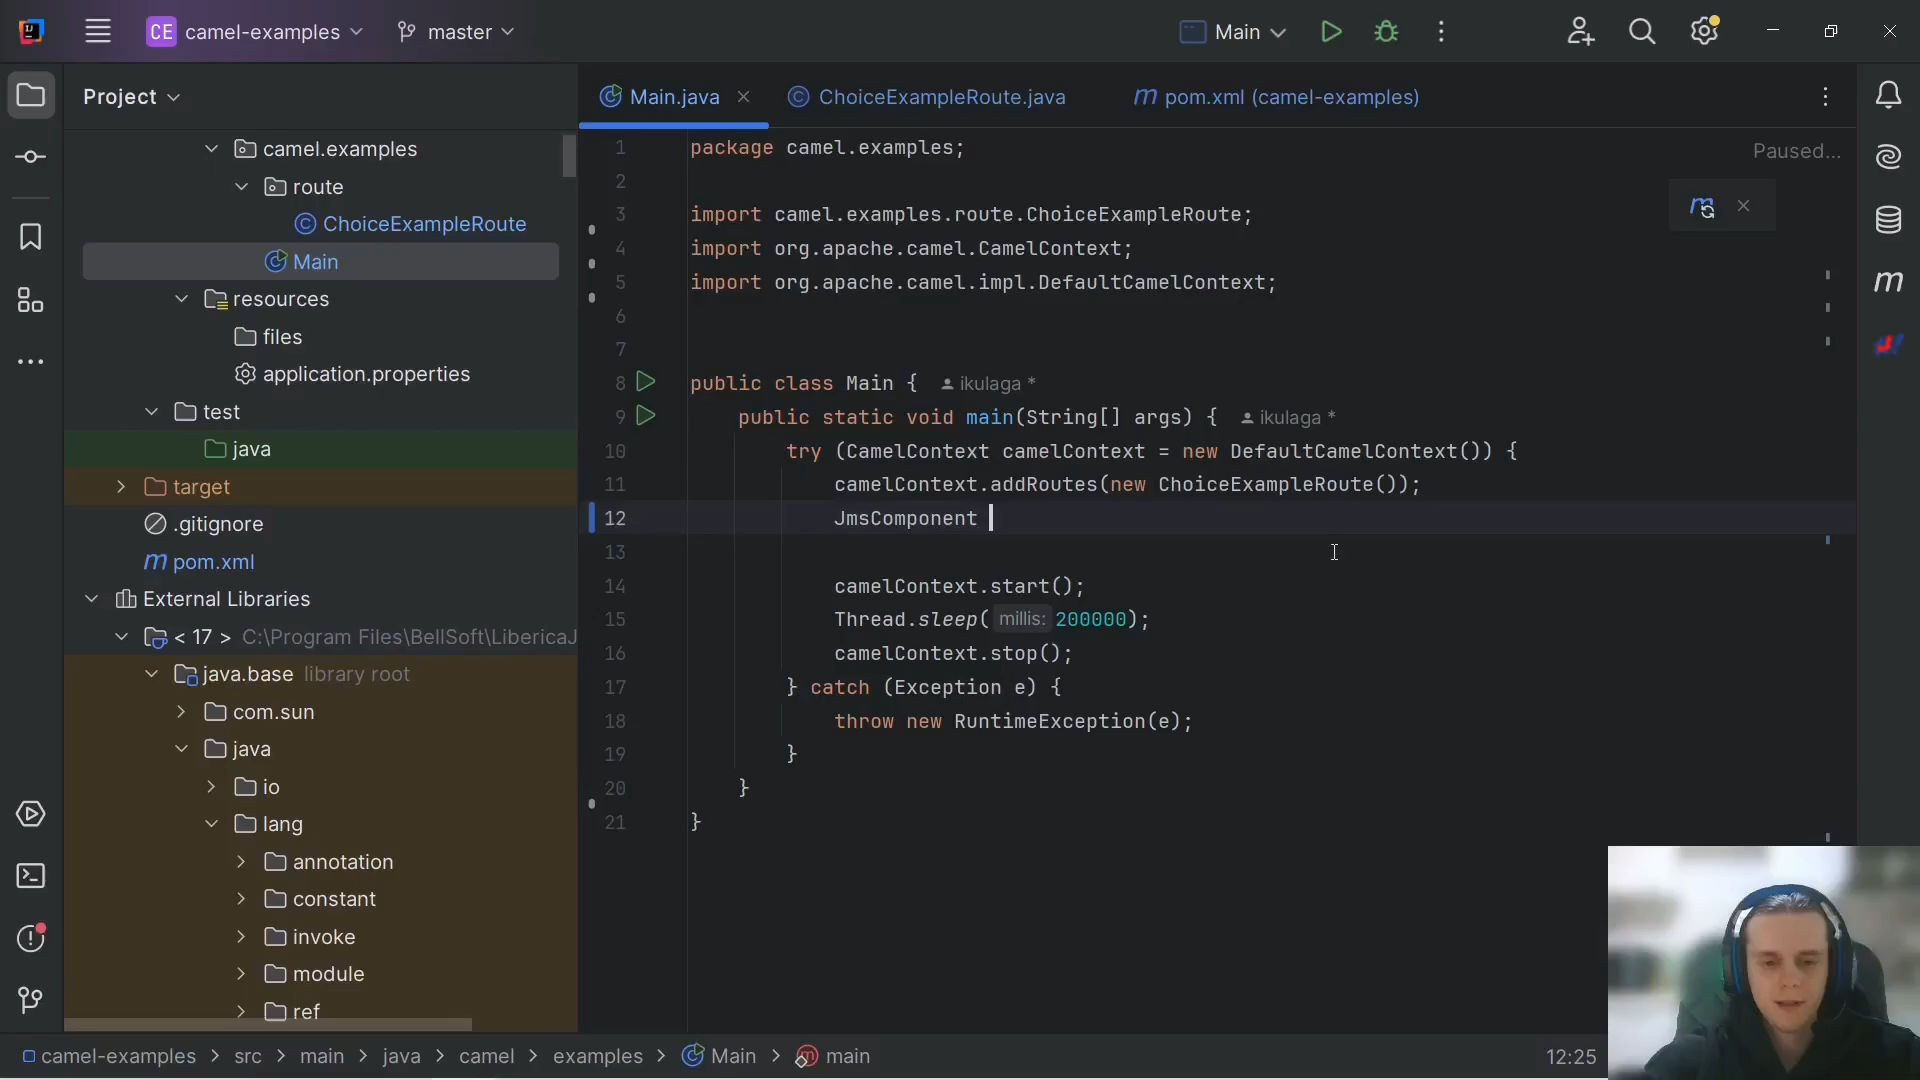 CE camel-examples master Main
Project
Main.java
ChoiceExampleRoute.java
m pom.xml (camel-examples)
camel.examples
route
ChoiceExampleRoute
Main
resources
files
application.properties
test
java
target
.gitignore
m pom.xml
External Libraries
< 17 > C:\Program Files\BellSoft\LibericaJ
java.base library root
com.sun
java
io
lang
annotation
constant
invoke
module
ref
Paused...
1 package camel.examples;
2
3 import camel.examples.route.ChoiceExampleRoute;
4 import org.apache.camel.CamelContext;
5 import org.apache.camel.impl.DefaultCamelContext;
6
7
8 public class Main { ikulaga *
9 public static void main(String[] args) { ikulaga *
10 try (CamelContext camelContext = new DefaultCamelContext()) {
11 camelContext.addRoutes(new ChoiceExampleRoute());
12 JmsComponent
13
14 camelContext.start();
15 Thread.sleep( millis: 200000);
16 camelContext.stop();
17 } catch (Exception e) {
18 throw new RuntimeException(e);
19 }
20 }
21 }
camel-examples > src > main > java > camel > examples > Main > main
12:25